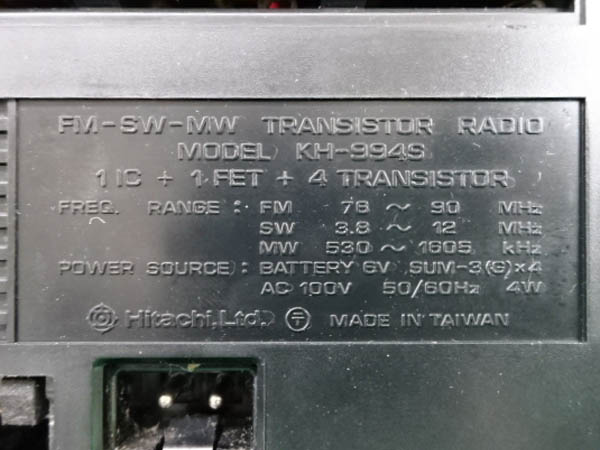 FM-SW-MW TRANSISTOR RADIO
MODEL KH-994S
1 IC + 1 FET + 4 TRANSISTOR
FREQ. RANGE : FM 76 ~ 90 MHz
SW 3.8 ~ 12 MHz
MW 530 ~ 1605 kHz
POWER SOURCE : BATTERY 6V SUM-3(G)×4
AC 100V 50/60Hz 4W
Hitachi, Ltd. MADE IN TAIWAN